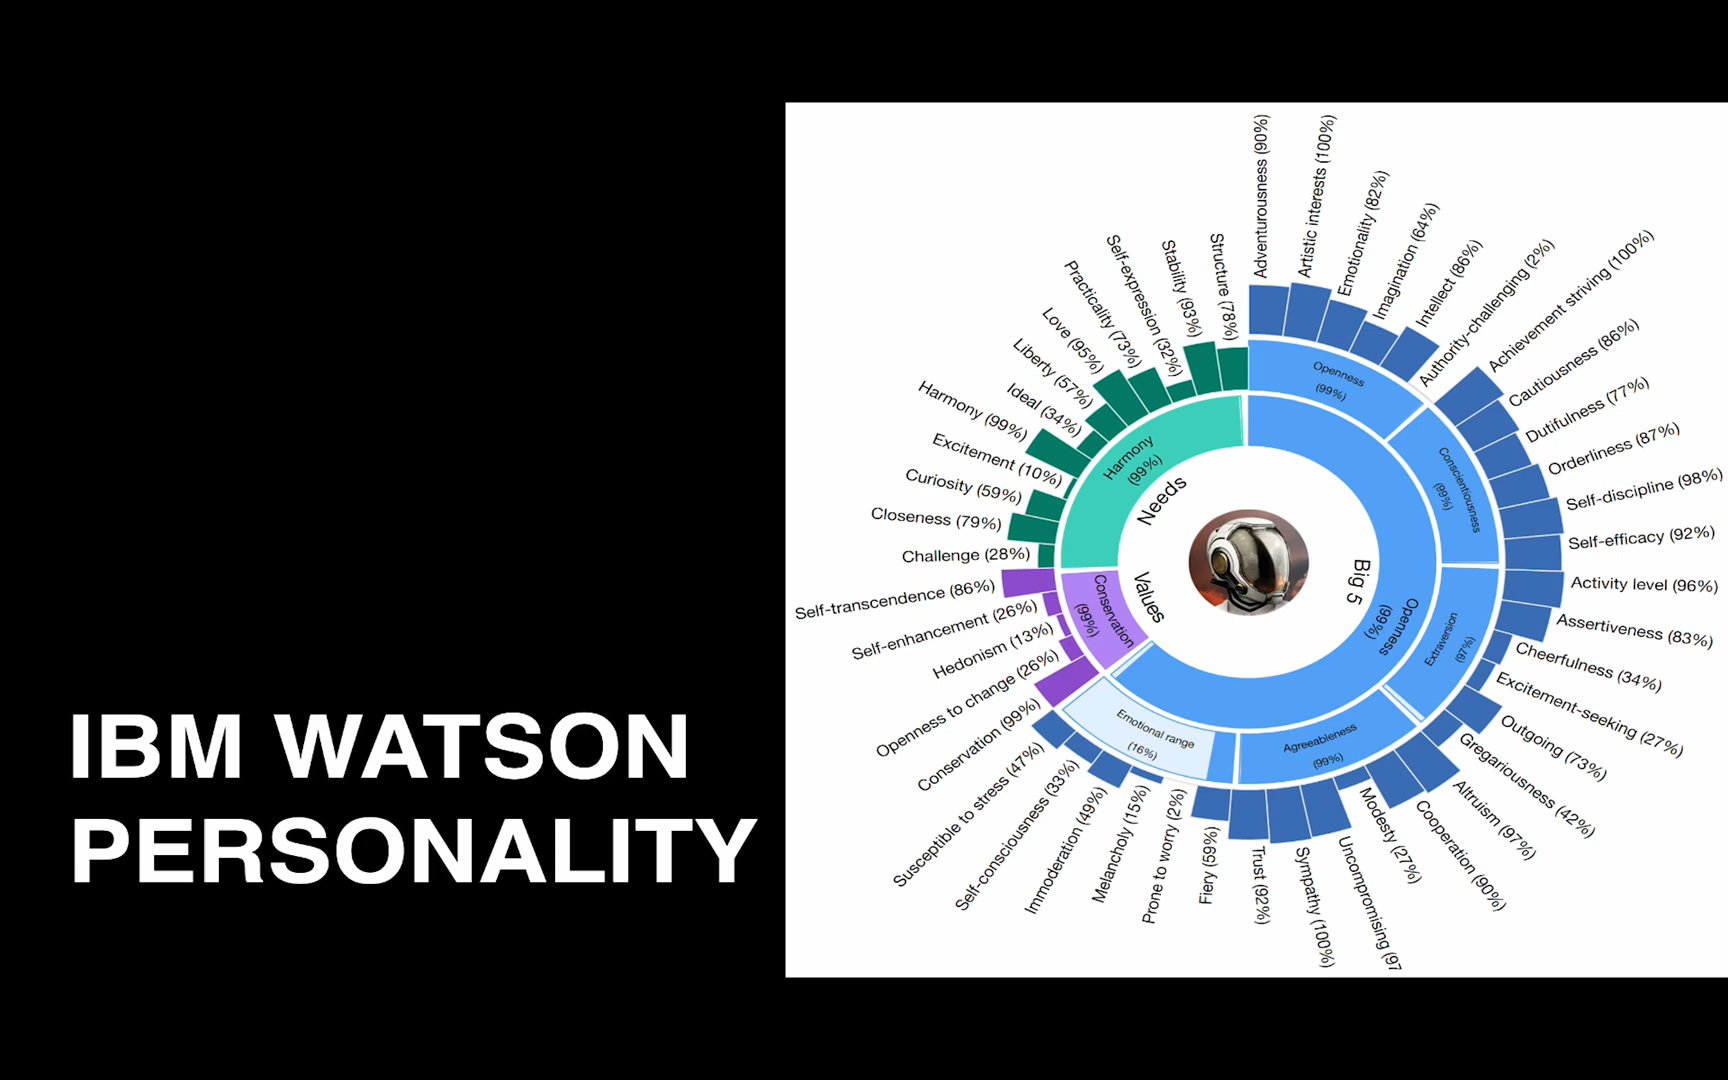 IBM WATSON
PERSONALITY
Adventurousness (90%)
Artistic interests (100%)
Emotionality (82%)
Imagination (64%)
Intellect (86%)
Authority-challenging (2%)
Achievement striving (100%)
Cautiousness (86%)
Dutifulness (77%)
Orderliness (87%)
Self-discipline (98%)
Self-efficacy (92%)
Activity level (96%)
Assertiveness (83%)
Cheerfulness (34%)
Excitement-seeking (27%)
Outgoing (73%)
Gregariousness (42%)
Altruism (97%)
Cooperation (90%)
Modesty (27%)
Uncompromising (97
Sympathy (100%)
Trust (92%)
Fiery (59%)
Prone to worry (2%)
Melancholy (15%)
Immoderation (49%)
Self-consciousness (33%)
Susceptible to stress (47%)
Conservation (99%)
Openness to change (26%)
Hedonism (13%)
Self-enhancement (26%)
Self-transcendence (86%)
Challenge (28%)
Closeness (79%)
Curiosity (59%)
Excitement (10%)
Harmony (99%)
Ideal (34%)
Liberty (57%)
Love (95%)
Practicality (73%)
Self-expression (32%)
Stability (93%)
Structure (78%)
Openness
(99%)
Conscientiousness
(99%)
Extraversion
(97%)
Agreeableness
(99%)
Emotional range
(16%)
Conservation
(99%)
Harmony
(99%)
Openness
(99%)
Needs
Values
Big 5